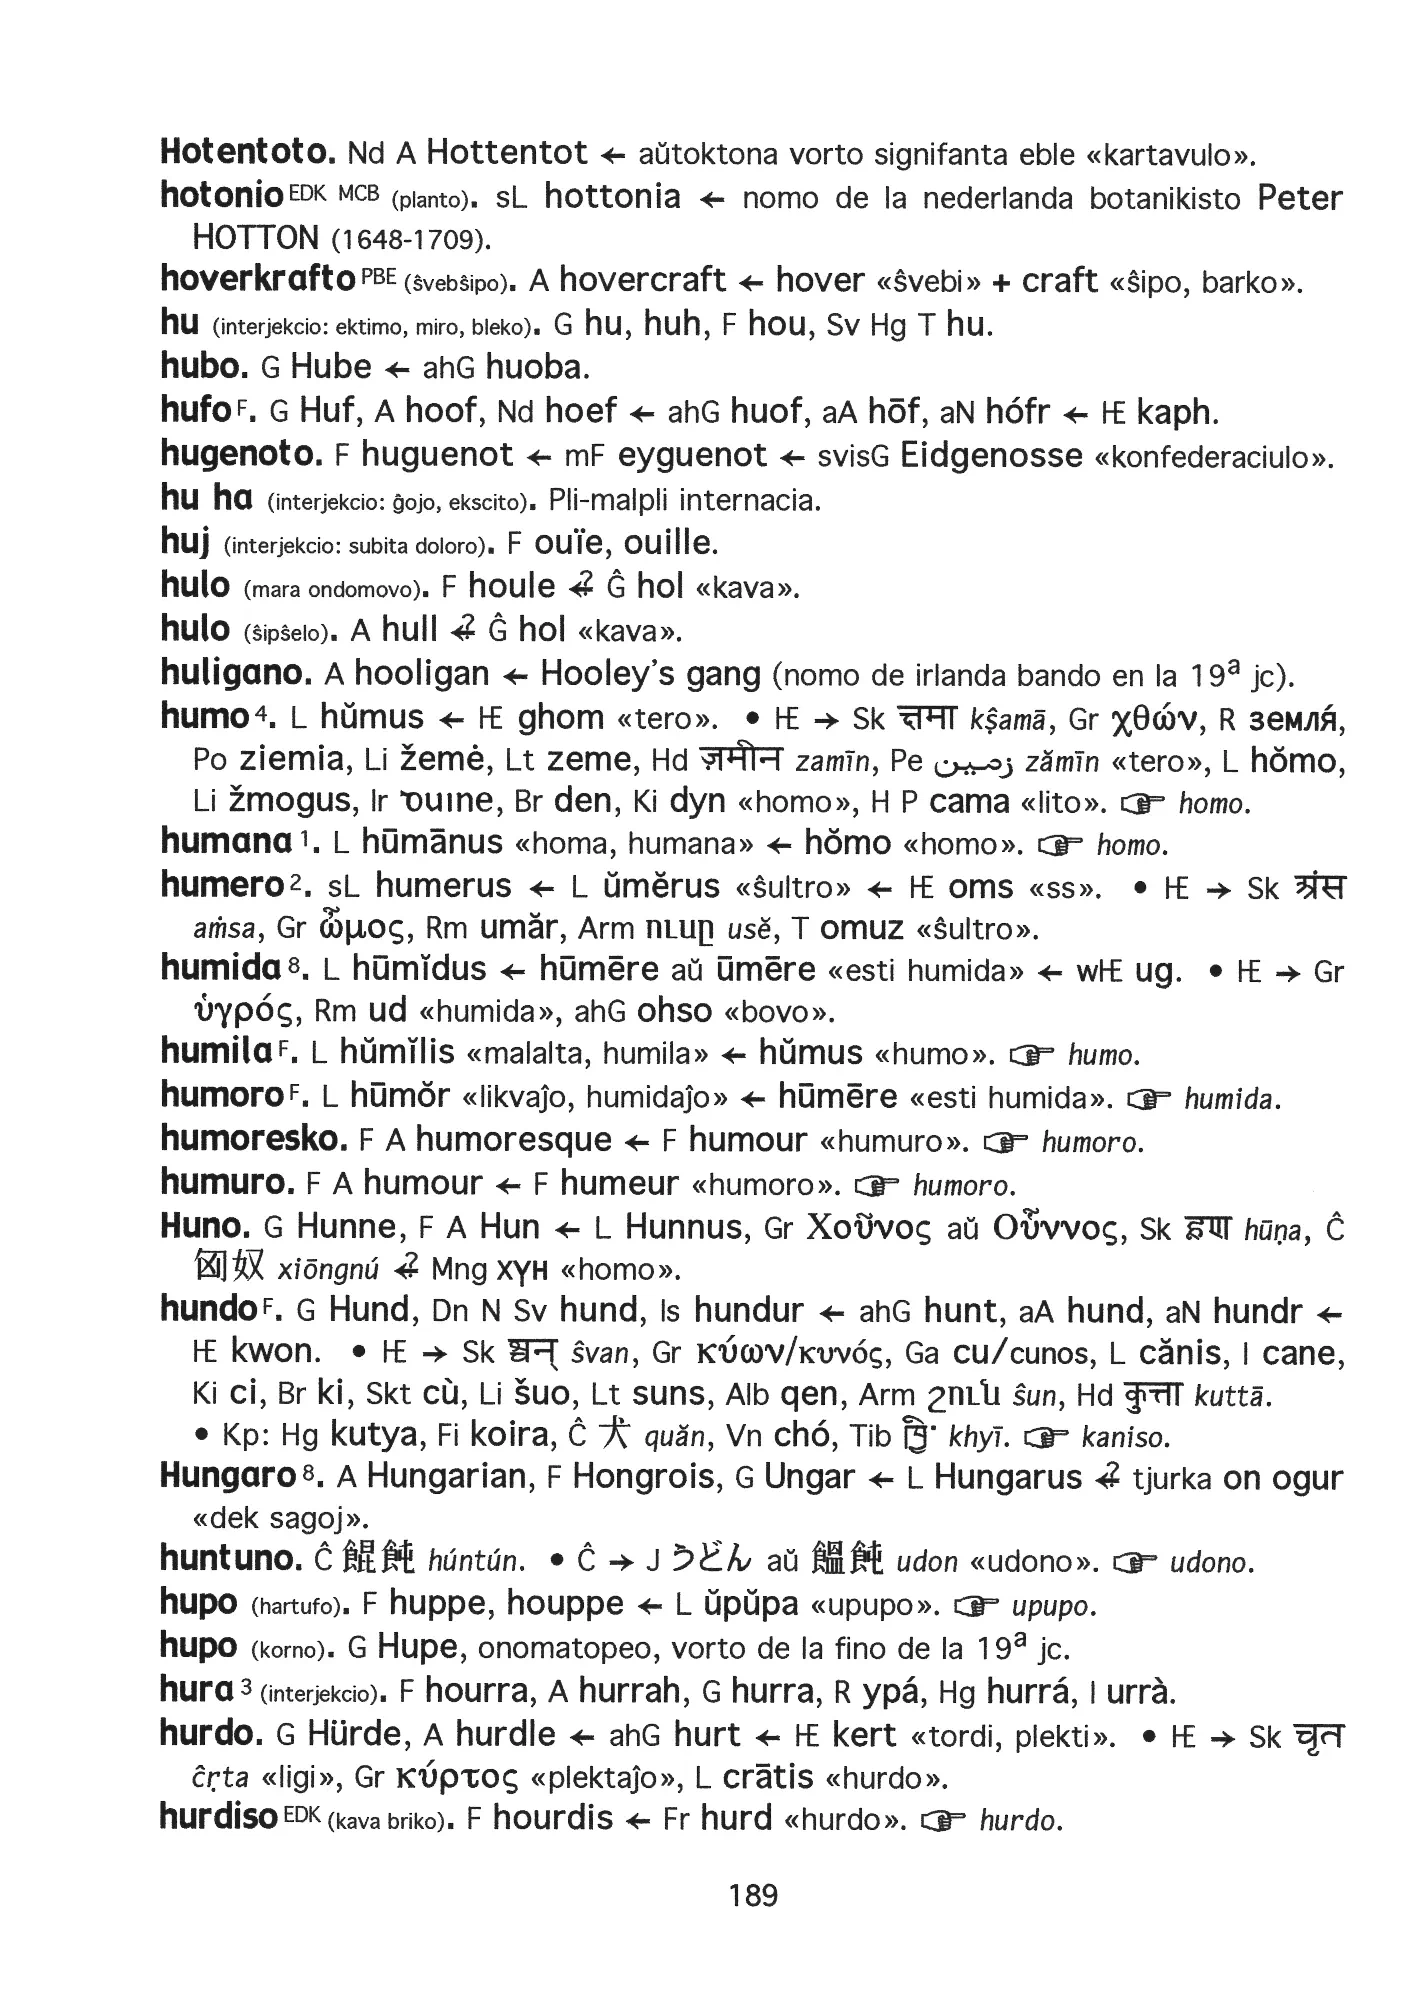 Hotentoto. Nd A Hottentot ← aŭtoktona vorto signifanta eble «kartavulo».
hotonio EDK MCB (planto). sL hottonia ← nomo de la nederlanda botanikisto Peter
HOTTON (1648-1709).
hoverkrafto PBE (ŝvebŝipo). A hovercraft ← hover «ŝvebi» + craft «ŝipo, barko».
hu (interjekcio: ektimo, miro, bleko). G hu, huh, F hou, Sv Hg T hu.
hubo. G Hube ← ahG huoba.
hufo F. G Huf, A hoof, Nd hoef ← ahG huof, aA hōf, aN hófr ← IE kaph.
hugenoto. F huguenot ← mF eyguenot ← svisG Eidgenosse «konfederaciulo».
hu ha (interjekcio: ĝojo, ekscito). Pli-malpli internacia.
huj (interjekcio: subita doloro). F ouïe, ouille.
hulo (mara ondomovo). F houle ←? Ĝ hol «kava».
hulo (ŝipŝelo). A hull ←? Ĝ hol «kava».
huligano. A hooligan ← Hooley's gang (nomo de irlanda bando en la 19ª jc).
humo 4. L hŭmus ← IE ghom «tero». • IE → Sk क्षमा kṣamā, Gr χθών, R земля́,
Po ziemia, Li žemė, Lt zeme, Hd ज़मीन zamīn, Pe زمین zămīn «tero», L hŏmo,
Li žmogus, Ir duine, Br den, Ki dyn «homo», H P cama «lito». ☞ homo.
humana 1. L hūmānus «homa, humana» ← hŏmo «homo». ☞ homo.
humero 2. sL humerus ← L ŭmĕrus «ŝultro» ← IE oms «ss». • IE → Sk अंस
aṁsa, Gr ὦμος, Rm umăr, Arm ուսը usĕ, T omuz «ŝultro».
humida 8. L hūmĭdus ← hūmēre aŭ ūmēre «esti humida» ← wIE ug. • IE → Gr
ὑγρός, Rm ud «humida», ahG ohso «bovo».
humila F. L hŭmĭlis «malalta, humila» ← hŭmus «humo». ☞ humo.
humoro F. L hūmŏr «likvaĵo, humidaĵo» ← hūmēre «esti humida». ☞ humida.
humoresko. F A humoresque ← F humour «humuro». ☞ humoro.
humuro. F A humour ← F humeur «humoro». ☞ humoro.
Huno. G Hunne, F A Hun ← L Hunnus, Gr Χοῦνος aŭ Οὖννος, Sk हूण hūṇa, Ĉ
匈奴 xiōngnú ←? Mng хүн «homo».
hundo F. G Hund, Dn N Sv hund, Is hundur ← ahG hunt, aA hund, aN hundr ←
IE kwon. • IE → Sk श्वन् ŝvan, Gr κύων/κυνός, Ga cu/cunos, L cănis, I cane,
Ki ci, Br ki, Skt cù, Li šuo, Lt suns, Alb qen, Arm շուն ŝun, Hd कुत्ता kuttā.
• Kp: Hg kutya, Fi koira, Ĉ 犬 quǎn, Vn chó, Tib ཁྱི་ khyī. ☞ kaniso.
Hungaro 8. A Hungarian, F Hongrois, G Ungar ← L Hungarus ←? tjurka on ogur
«dek sagoj».
huntuno. Ĉ 餛飩 húntún. • Ĉ → J うどん aŭ 饂飩 udon «udono». ☞ udono.
hupo (hartufo). F huppe, houppe ← L ŭpŭpa «upupo». ☞ upupo.
hupo (korno). G Hupe, onomatopeo, vorto de la fino de la 19ª jc.
hura 3 (interjekcio). F hourra, A hurrah, G hurra, R урá, Hg hurrá, I urrà.
hurdo. G Hürde, A hurdle ← ahG hurt ← IE kert «tordi, plekti». • IE → Sk चृत
ĉṛta «ligi», Gr κύρτος «plektaĵo», L crātis «hurdo».
hurdiso EDK (kava briko). F hourdis ← Fr hurd «hurdo». ☞ hurdo.
189